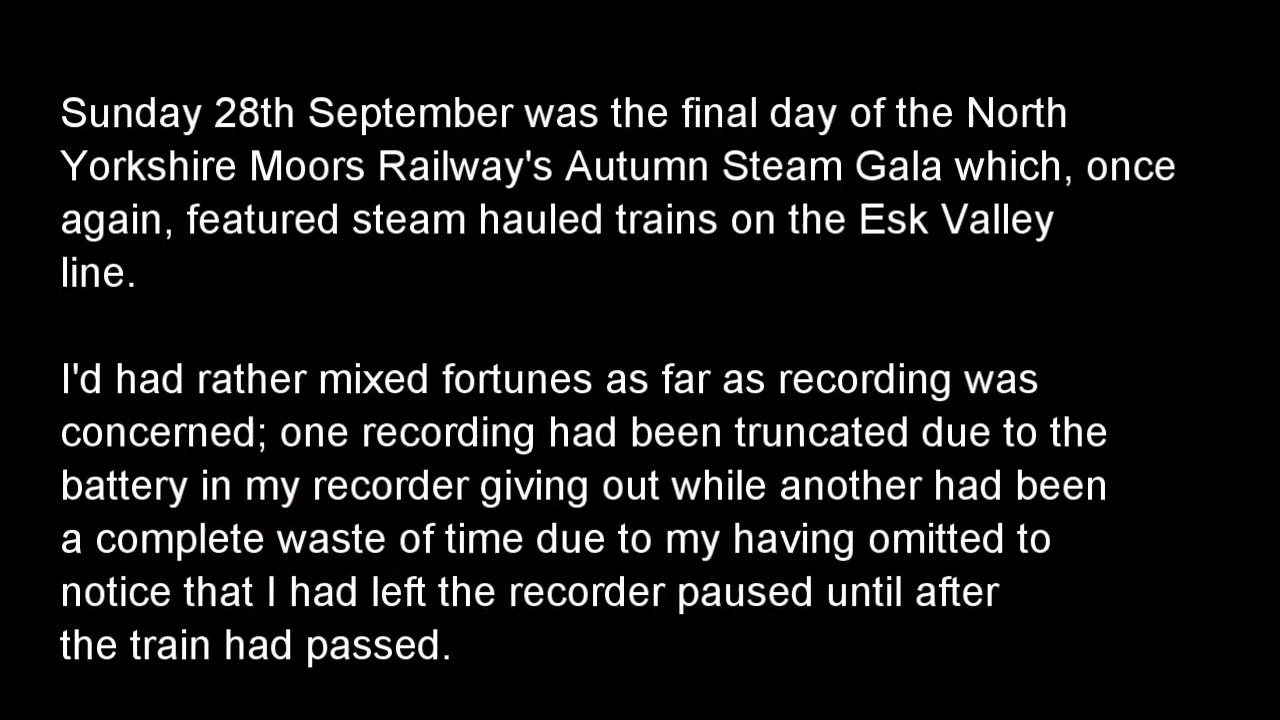 Sunday 28th September was the final day of the North
Yorkshire Moors Railway's Autumn Steam Gala which, once
again, featured steam hauled trains on the Esk Valley
line.
I'd had rather mixed fortunes as far as recording was
concerned; one recording had been truncated due to the
battery in my recorder giving out while another had been
a complete waste of time due to my having omitted to
notice that I had left the recorder paused until after
the train had passed.